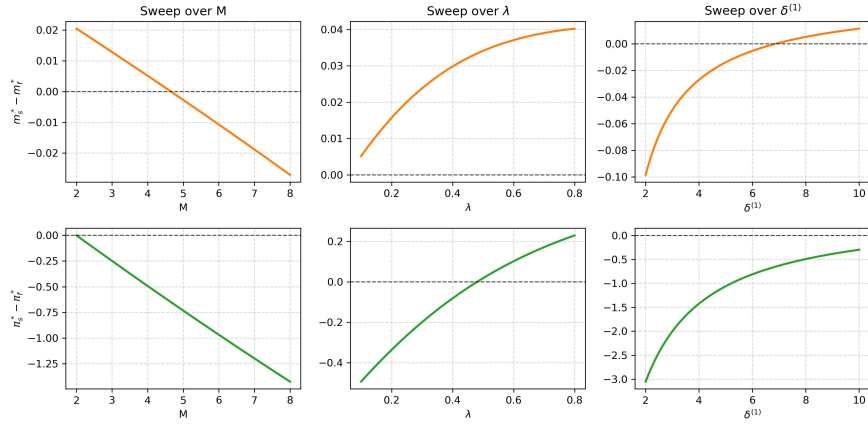 Sweep over M
Sweep over λ
Sweep over δ⁽¹⁾
m*ₛ − m*f
0.02
0.01
0.00
−0.01
−0.02
2 3 4 5 6 7 8
M
0.04
0.03
0.02
0.01
0.00
0.2 0.4 0.6 0.8
λ
0.00
−0.02
−0.04
−0.06
−0.08
−0.10
2 4 6 8 10
δ⁽¹⁾
π*ₛ − π*f
0.00
−0.25
−0.50
−0.75
−1.00
−1.25
2 3 4 5 6 7 8
M
0.2
0.0
−0.2
−0.4
0.2 0.4 0.6 0.8
λ
0.0
−0.5
−1.0
−1.5
−2.0
−2.5
−3.0
2 4 6 8 10
δ⁽¹⁾